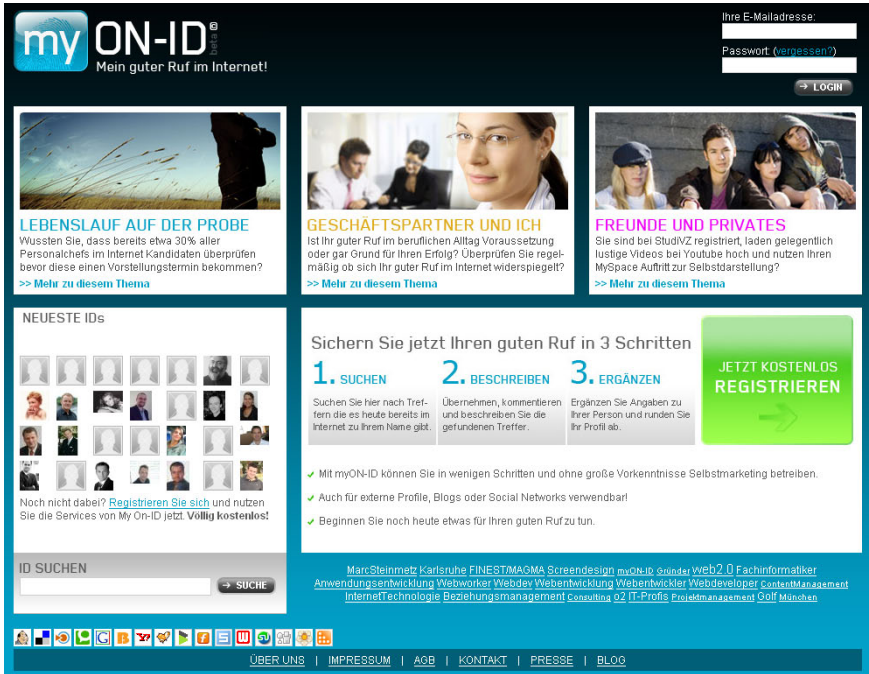 my ON-ID ©
beta
Mein guter Ruf im Internet!
Ihre E-Mailadresse:
Passwort: (vergessen?)
→ LOGIN
LEBENSLAUF AUF DER PROBE
Wussten Sie, dass bereits etwa 30% aller
Personalchefs im Internet Kandidaten überprüfen
bevor diese einen Vorstellungstermin bekommen?
>> Mehr zu diesem Thema
GESCHÄFTSPARTNER UND ICH
Ist Ihr guter Ruf im beruflichen Alltag Voraussetzung
oder gar Grund für Ihren Erfolg? Überprüfen Sie regel-
mäßig ob sich Ihr guter Ruf im Internet widerspiegelt?
>> Mehr zu diesem Thema
FREUNDE UND PRIVATES
Sie sind bei StudiVZ registriert, laden gelegentlich
lustige Videos bei Youtube hoch und nutzen Ihren
MySpace Auftritt zur Selbstdarstellung?
>> Mehr zu diesem Thema
NEUESTE IDs
Noch nicht dabei? Registrieren Sie sich und nutzen
Sie die Services von My On-ID jetzt. Völlig kostenlos!
ID SUCHEN
→ SUCHE
Sichern Sie jetzt Ihren guten Ruf in 3 Schritten
1. SUCHEN
Suchen Sie hier nach Tref-
fern die es heute bereits im
Internet zu Ihrem Name gibt.
2. BESCHREIBEN
Übernehmen, kommentieren
und beschreiben Sie die
gefundenen Treffer.
3. ERGÄNZEN
Ergänzen Sie Angaben zu
Ihrer Person und runden Sie
Ihr Profil ab.
JETZT KOSTENLOS
REGISTRIEREN
Mit myON-ID können Sie in wenigen Schritten und ohne große Vorkenntnisse Selbstmarketing betreiben.
Auch für externe Profile, Blogs oder Social Networks verwendbar!
Beginnen Sie noch heute etwas für Ihren guten Ruf zu tun.
MarcSteinmetz Karlsruhe FINEST/MAGMA Screendesign myON-ID Gründer web2.0 Fachinformatiker
Anwendungsentwicklung Webworker Webdev Webentwicklung Webentwickler Webdeveloper ContentManagement
InternetTechnologie Beziehungsmanagement Consulting o2 IT-Profis Projektmanagement Golf München
ÜBER UNS | IMPRESSUM | AGB | KONTAKT | PRESSE | BLOG